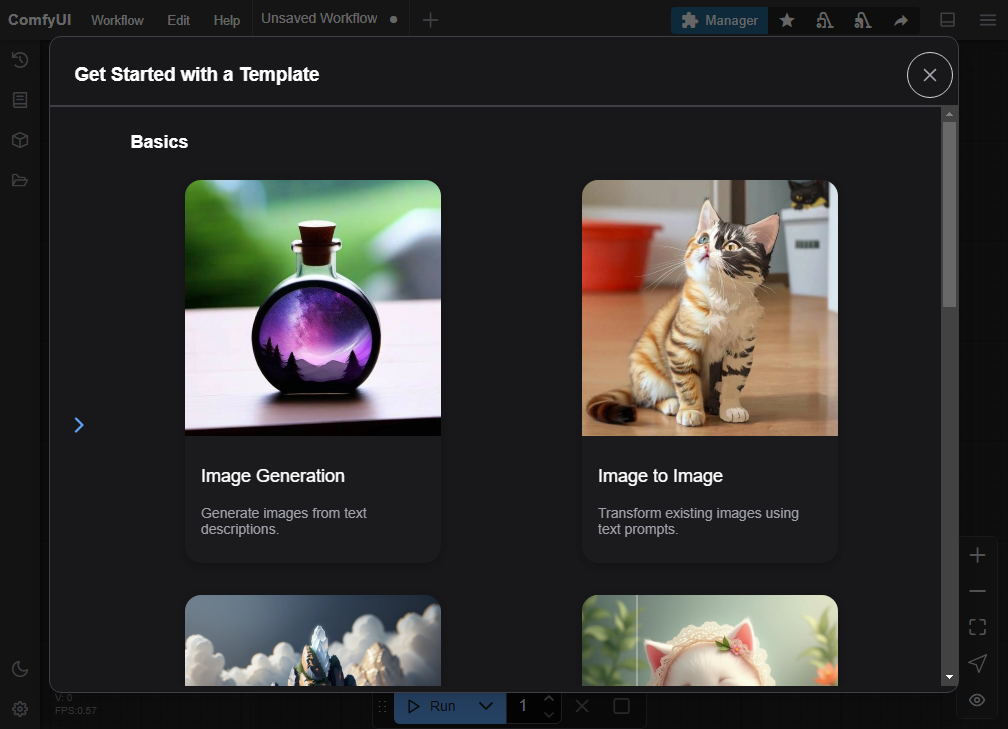 ComfyUI Workflow Edit Help Unsaved Workflow Manager
Get Started with a Template
Basics
Image Generation
Generate images from text
descriptions.
Image to Image
Transform existing images using
text prompts.
V: 0
FPS:0.57
Run 1